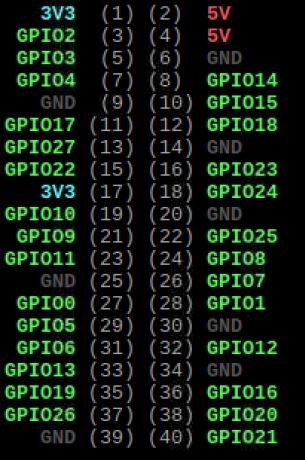 3V3 (1) (2) 5V
GPIO2 (3) (4) 5V
GPIO3 (5) (6) GND
GPIO4 (7) (8) GPIO14
GND (9) (10) GPIO15
GPIO17 (11) (12) GPIO18
GPIO27 (13) (14) GND
GPIO22 (15) (16) GPIO23
3V3 (17) (18) GPIO24
GPIO10 (19) (20) GND
GPIO9 (21) (22) GPIO25
GPIO11 (23) (24) GPIO8
GND (25) (26) GPIO7
GPIO0 (27) (28) GPIO1
GPIO5 (29) (30) GND
GPIO6 (31) (32) GPIO12
GPIO13 (33) (34) GND
GPIO19 (35) (36) GPIO16
GPIO26 (37) (38) GPIO20
GND (39) (40) GPIO21